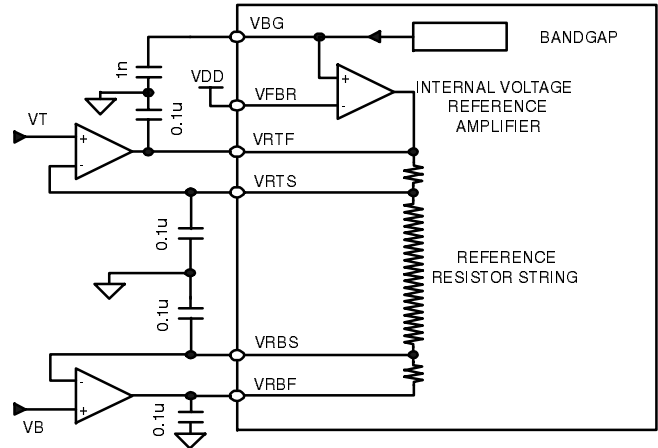 VBG
BANDGAP
1n
VDD
VFBR
+
-
INTERNAL VOLTAGE
REFERENCE
AMPLIFIER
0.1u
VT
+
-
VRTF
VRTS
0.1u
REFERENCE
RESISTOR STRING
0.1u
VRBS
-
+
VRBF
VB
0.1u